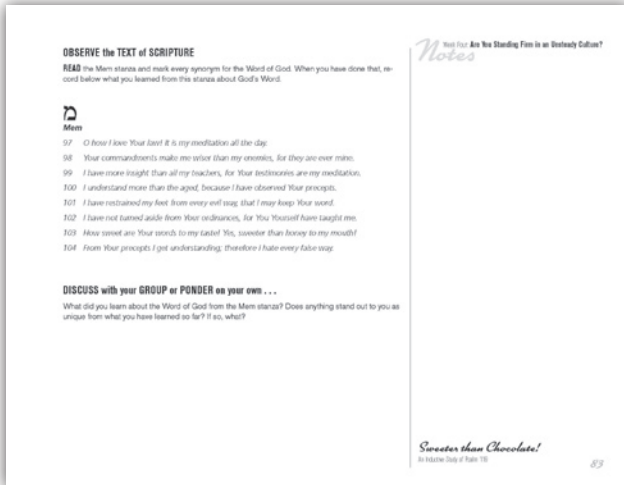 OBSERVE the TEXT of SCRIPTURE
READ the Mem stanza and mark every synonym for the Word of God. When you have done that, re-
cord below what you learned from this stanza about God's Word.
מ
Mem
97 O how I love Your law! It is my meditation all the day.
98 Your commandments make me wiser than my enemies, for they are ever mine.
99 I have more insight than all my teachers, for Your testimonies are my meditation.
100 I understand more than the aged, because I have observed Your precepts.
101 I have restrained my feet from every evil way, that I may keep Your word.
102 I have not turned aside from Your ordinances, for You Yourself have taught me.
103 How sweet are Your words to my taste! Yes, sweeter than honey to my mouth!
104 From Your precepts I get understanding; therefore I hate every false way.
DISCUSS with your GROUP or PONDER on your own . . .
What did you learn about the Word of God from the Mem stanza? Does anything stand out to you as
unique from what you have learned so far? If so, what?
Week Four: Are You Standing Firm in an Unsteady Culture?
Notes
Sweeter than Chocolate!
An Inductive Study of Psalm 119
83